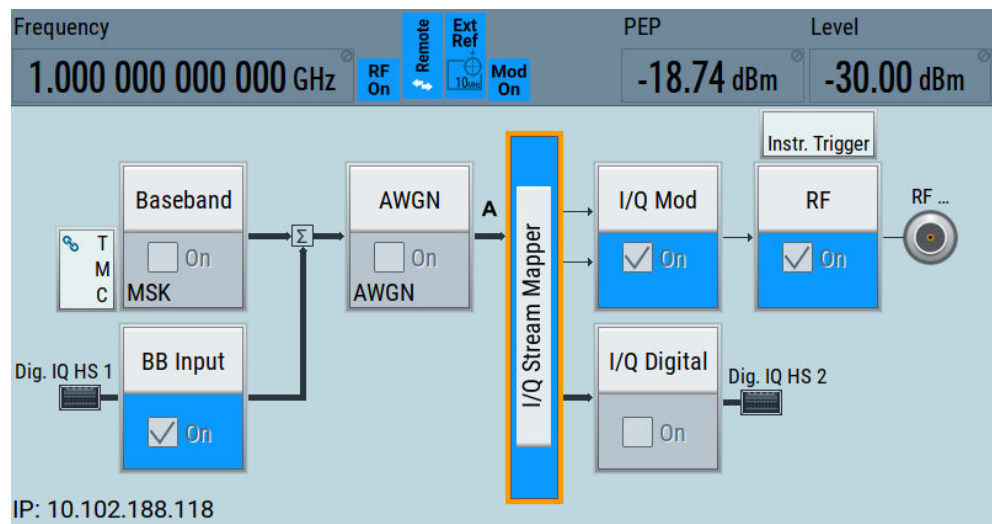 Frequency
1.000 000 000 000 GHz
RF
On
Remote
Ext
Ref
10MHz
Mod
On
PEP
-18.74 dBm
Level
-30.00 dBm
Instr. Trigger
Baseband
On
MSK
T
M
C
Σ
AWGN
On
AWGN
A
I/Q Stream Mapper
I/Q Mod
On
RF
On
RF ...
Dig. IQ HS 1
BB Input
On
I/Q Digital
On
Dig. IQ HS 2
IP: 10.102.188.118